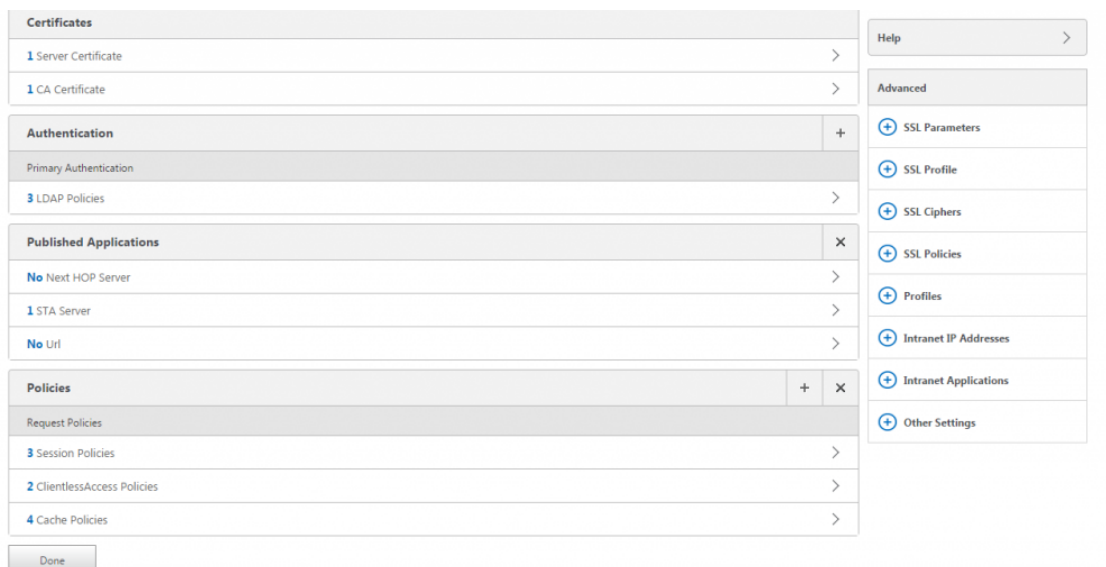 Certificates
1 Server Certificate
1 CA Certificate
Authentication
Primary Authentication
3 LDAP Policies
Published Applications
No Next HOP Server
1 STA Server
No Url
Policies
Request Policies
3 Session Policies
2 ClientlessAccess Policies
4 Cache Policies
Done
Help
Advanced
SSL Parameters
SSL Profile
SSL Ciphers
SSL Policies
Profiles
Intranet IP Addresses
Intranet Applications
Other Settings